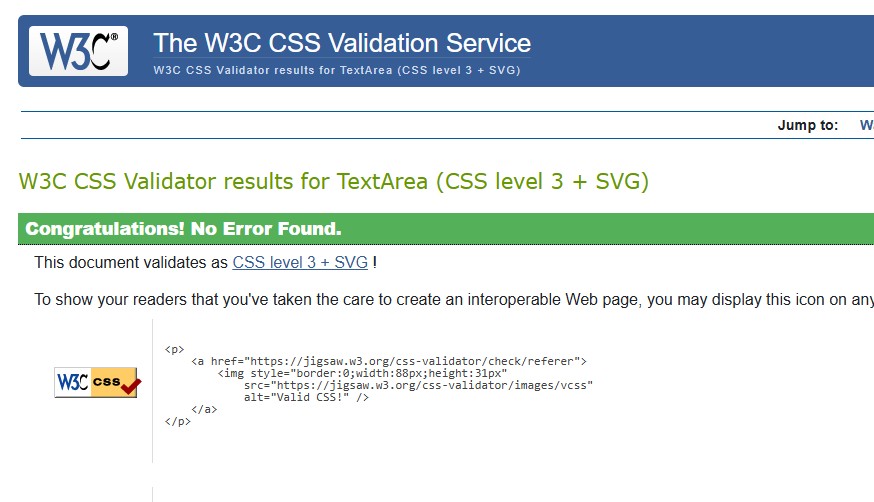 W3C®
The W3C CSS Validation Service
W3C CSS Validator results for TextArea (CSS level 3 + SVG)
Jump to:
W3C CSS Validator results for TextArea (CSS level 3 + SVG)
Congratulations! No Error Found.
This document validates as CSS level 3 + SVG !
To show your readers that you've taken the care to create an interoperable Web page, you may display this icon on any
<p>
<a href="https://jigsaw.w3.org/css-validator/check/referer">
<img style="border:0;width:88px;height:31px"
W3C css
src="https://jigsaw.w3.org/css-validator/images/vcss"
alt="Valid CSS!" />
</a>
</p>